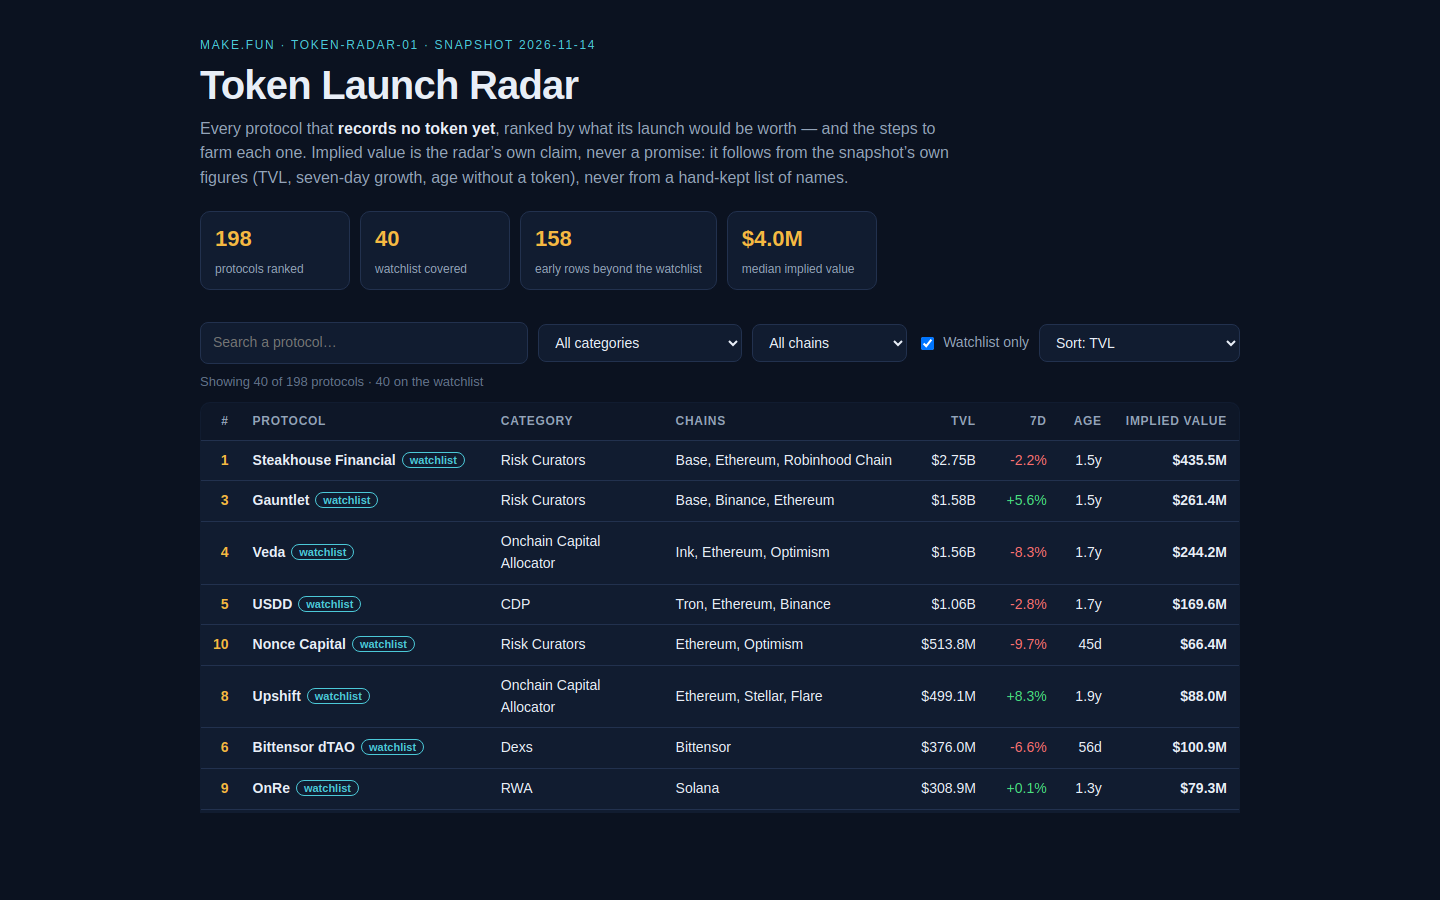 MAKE.FUN · TOKEN-RADAR-01 · SNAPSHOT 2026-11-14
Token Launch Radar
Every protocol that records no token yet, ranked by what its launch would be worth — and the steps to
farm each one. Implied value is the radar’s own claim, never a promise: it follows from the snapshot’s own
figures (TVL, seven-day growth, age without a token), never from a hand-kept list of names.
198 40 158 $4.0M
protocols ranked watchlist covered early rows beyond the watchlist median implied value
Search a protocol… All categories All chains Watchlist only Sort: TVL
Showing 40 of 198 protocols · 40 on the watchlist
# PROTOCOL CATEGORY CHAINS TVL 7D AGE IMPLIED VALUE
1 Steakhouse Financial watchlist Risk Curators Base, Ethereum, Robinhood Chain $2.75B -2.2% 1.5y $435.5M
3 Gauntlet watchlist Risk Curators Base, Binance, Ethereum $1.58B +5.6% 1.5y $261.4M
4 Veda watchlist Onchain Capital Allocator Ink, Ethereum, Optimism $1.56B -8.3% 1.7y $244.2M
5 USDD watchlist CDP Tron, Ethereum, Binance $1.06B -2.8% 1.7y $169.6M
10 Nonce Capital watchlist Risk Curators Ethereum, Optimism $513.8M -9.7% 45d $66.4M
8 Upshift watchlist Onchain Capital Allocator Ethereum, Stellar, Flare $499.1M +8.3% 1.9y $88.0M
6 Bittensor dTAO watchlist Dexs Bittensor $376.0M -6.6% 56d $100.9M
9 OnRe watchlist RWA Solana $308.9M +0.1% 1.3y $79.3M